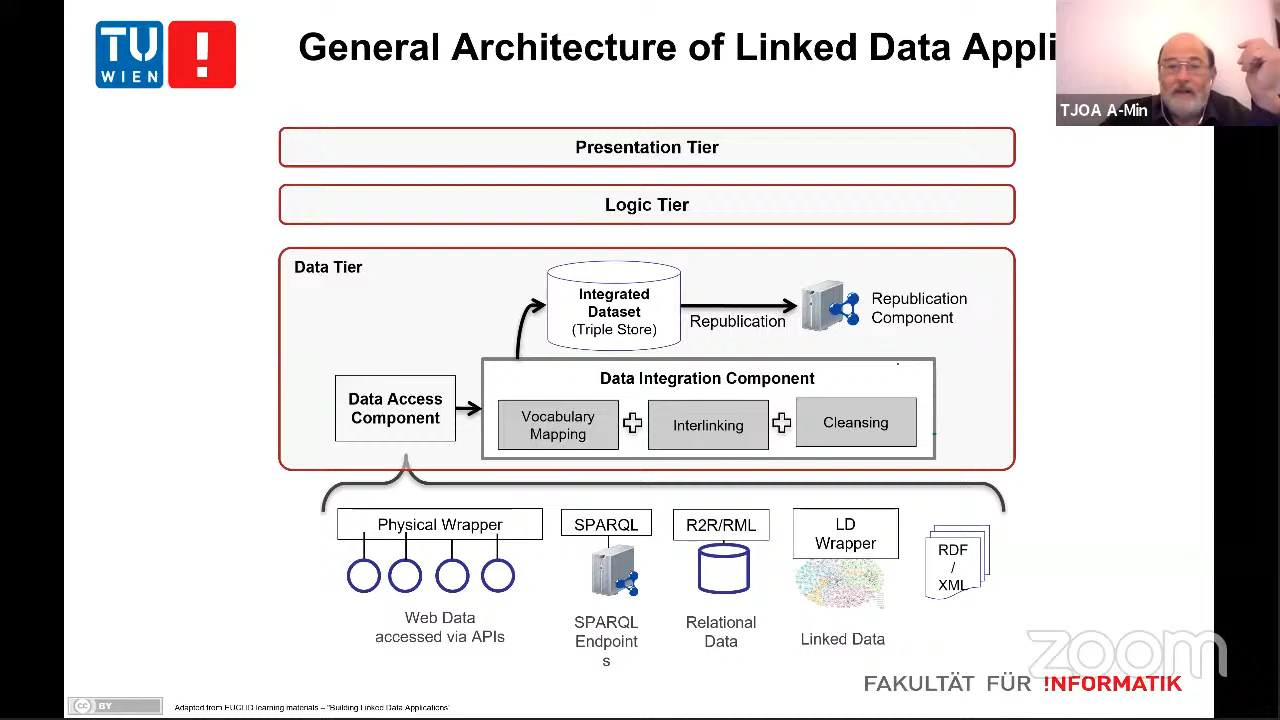 TU
WIEN
!
General Architecture of Linked Data Appli
TJOA A-Min
Presentation Tier
Logic Tier
Data Tier
Integrated
Dataset
(Triple Store)
Republication
Republication
Component
Data Access
Component
Data Integration Component
Vocabulary
Mapping
Interlinking
Cleansing
Physical Wrapper
SPARQL
R2R/RML
LD
Wrapper
RDF
/
XML
Web Data
accessed via APIs
SPARQL
Endpoint
s
Relational
Data
Linked Data
zoom
FAKULTÄT FÜR !NFORMATIK
cc BY
Adapted from EUCLID learning materials – "Building Linked Data Applications"